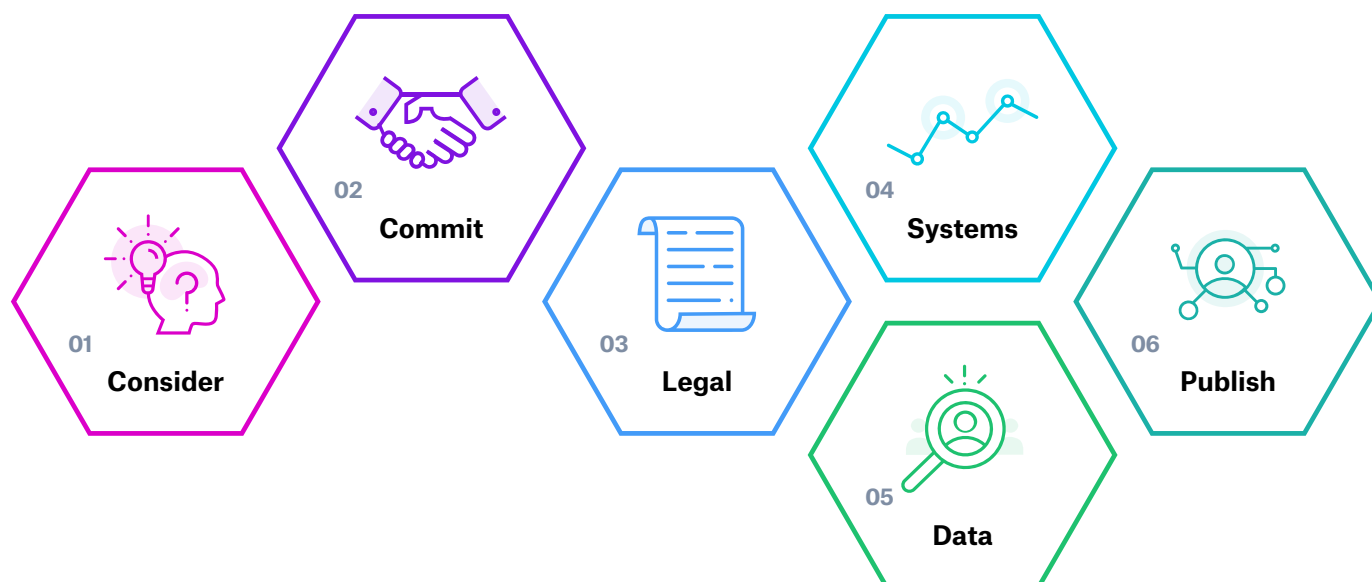 01
Consider
02
Commit
03
Legal
04
Systems
05
Data
06
Publish